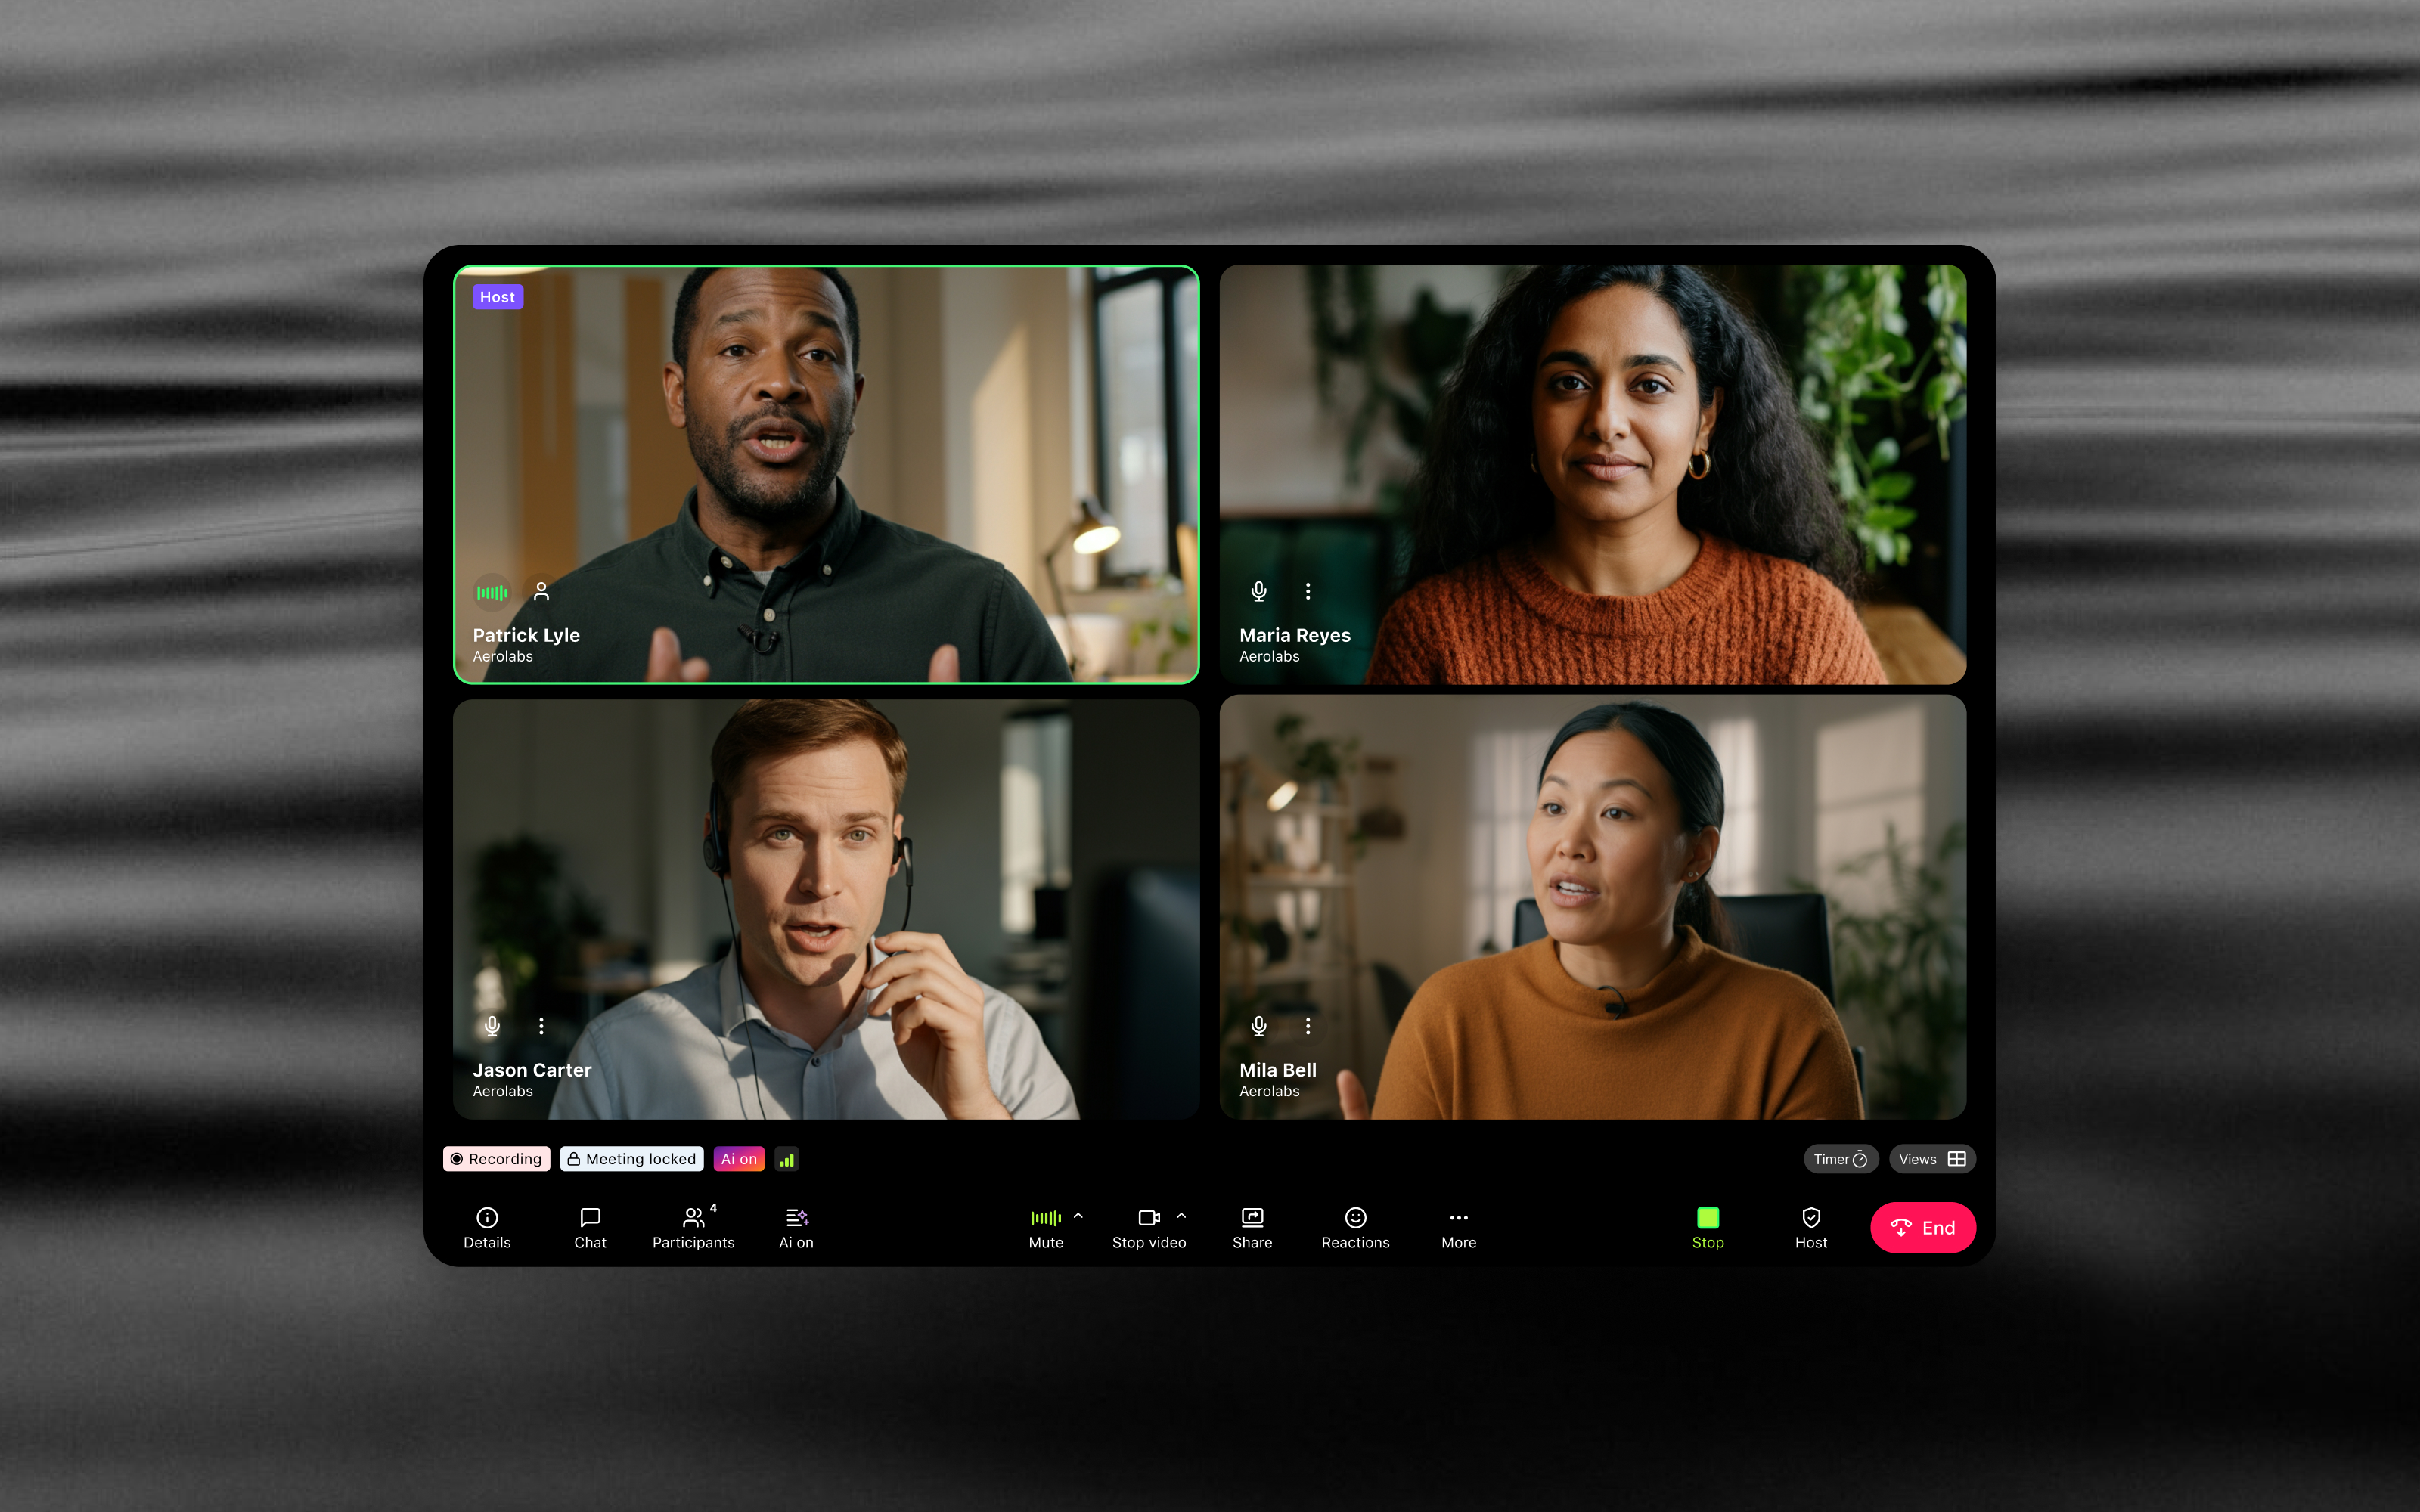 Host
Patrick Lyle
Aerolabs
Maria Reyes
Aerolabs
Jason Carter
Aerolabs
Mila Bell
Aerolabs
Recording
Meeting locked
Ai on
Timer
Views
Details
Chat
4
Participants
Ai on
Mute
Stop video
Share
Reactions
More
Stop
Host
End